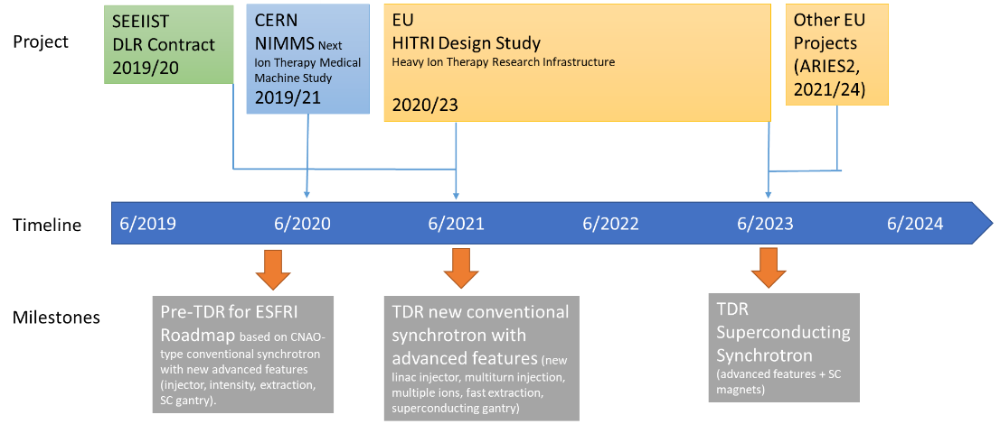 Project
SEEIIST
DLR Contract
2019/20
CERN
NIMMS Next
Ion Therapy Medical
Machine Study
2019/21
EU
HITRI Design Study
Heavy Ion Therapy Research Infrastructure
2020/23
Other EU
Projects
(ARIES2,
2021/24)
Timeline
6/2019
6/2020
6/2021
6/2022
6/2023
6/2024
Milestones
Pre-TDR for ESFRI
Roadmap based on CNAO-
type conventional synchrotron
with new advanced features
(injector, intensity, extraction,
SC gantry).
TDR new conventional
synchrotron with
advanced features (new
linac injector, multiturn injection,
multiple ions, fast extraction,
superconducting gantry)
TDR
Superconducting
Synchrotron
(advanced features + SC
magnets)